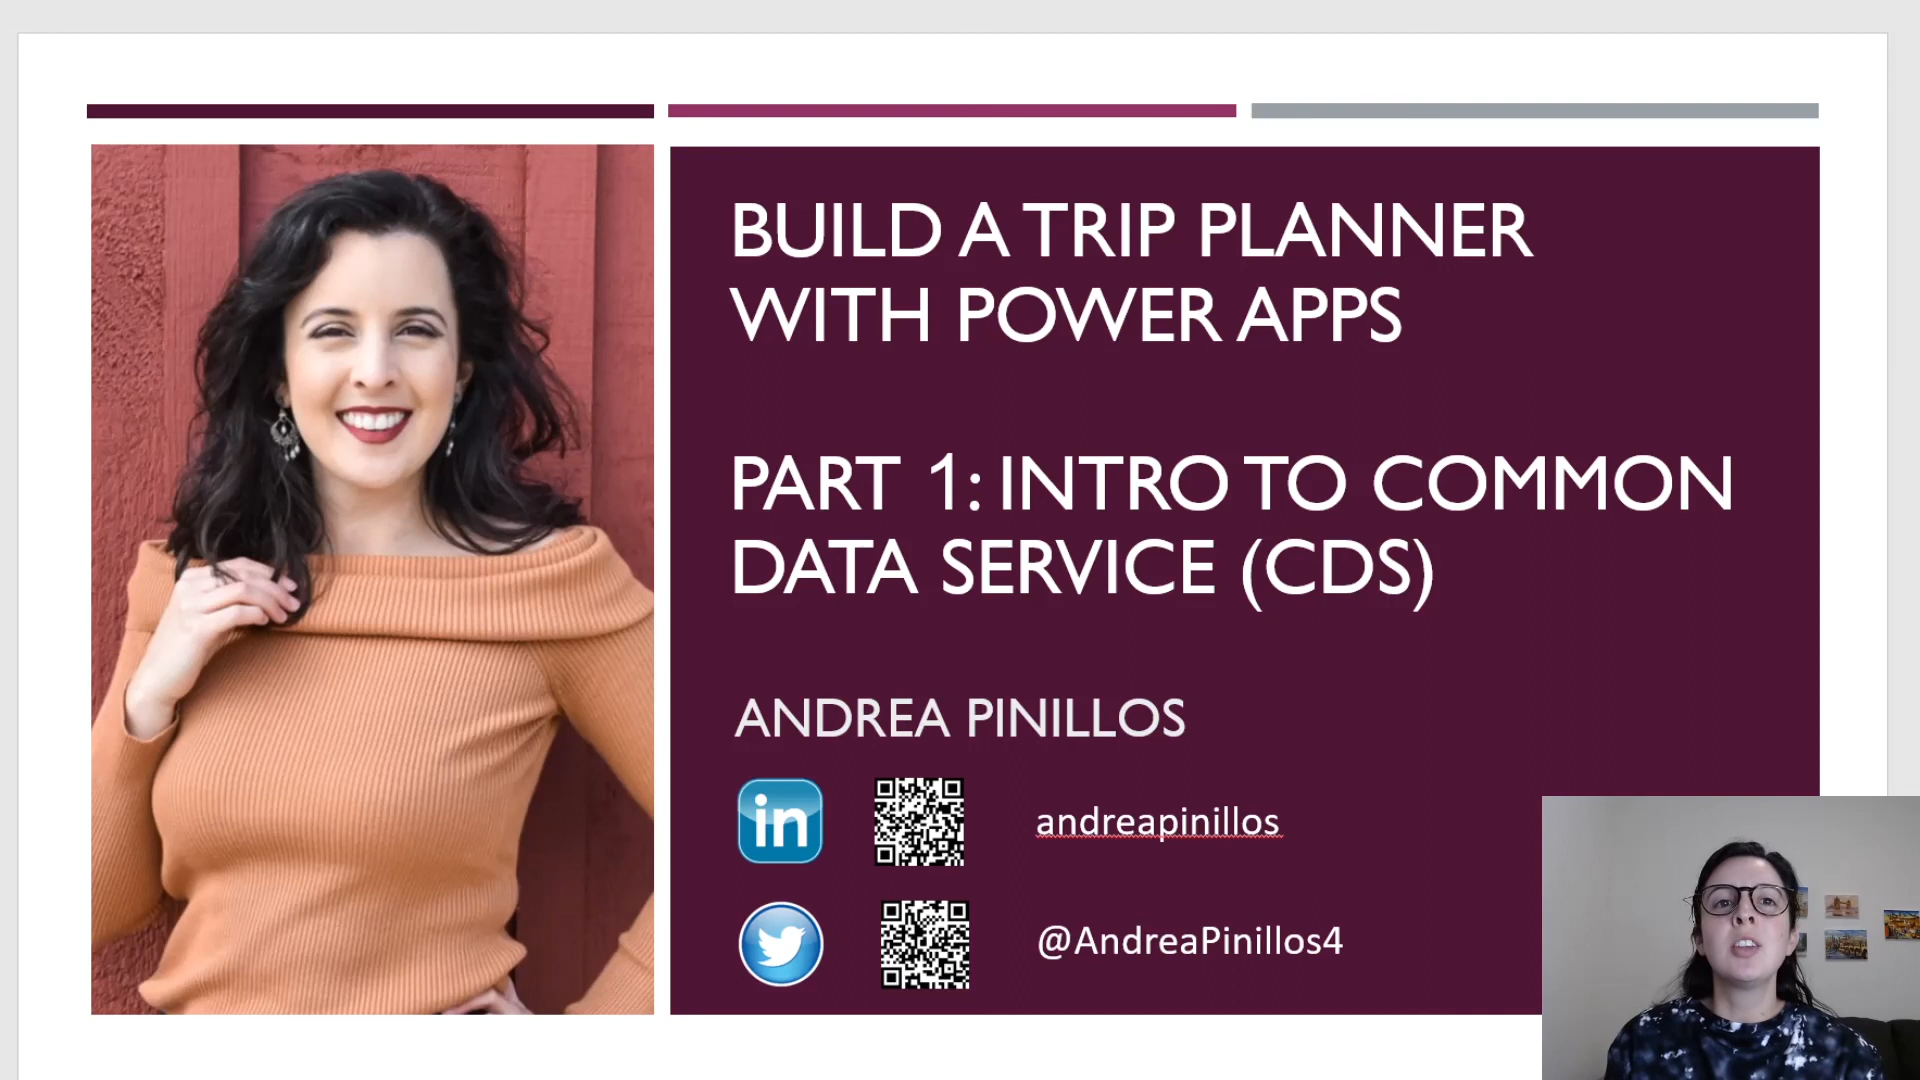 BUILD A TRIP PLANNER
WITH POWER APPS
PART 1: INTRO TO COMMON
DATA SERVICE (CDS)
ANDREA PINILLOS
in
andreapinillos
@AndreaPinillos4